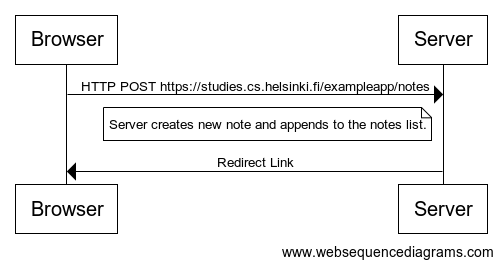 Browser
Server
HTTP POST https://studies.cs.helsinki.fi/exampleapp/notes
Server creates new note and appends to the notes list.
Redirect Link
Browser
Server
www.websequencediagrams.com